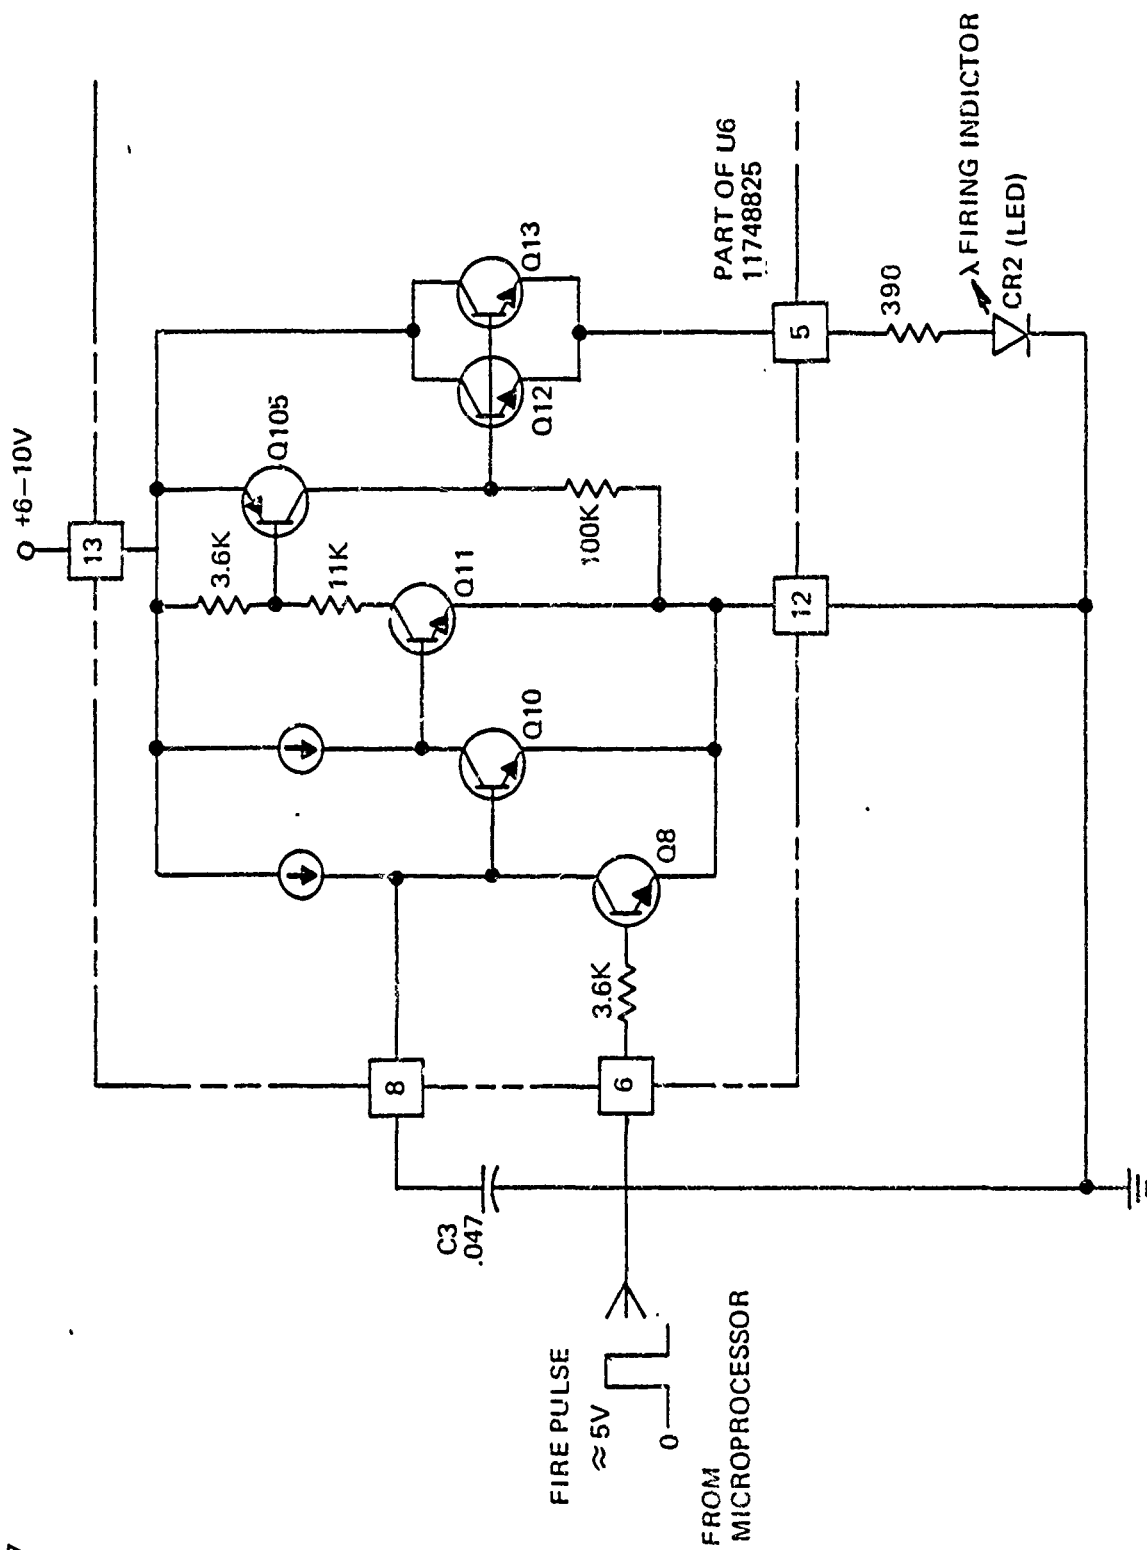 +6–10V
13
3.6K
11K
Q105
Q13
Q12
Q11
Q10
Q8
100K
3.6K
8
6
5
12
PART OF U6
11748825
390
λ FIRING INDICTOR
CR2 (LED)
C3
.047
FIRE PULSE
≈ 5V
0
FROM
MICROPROCESSOR